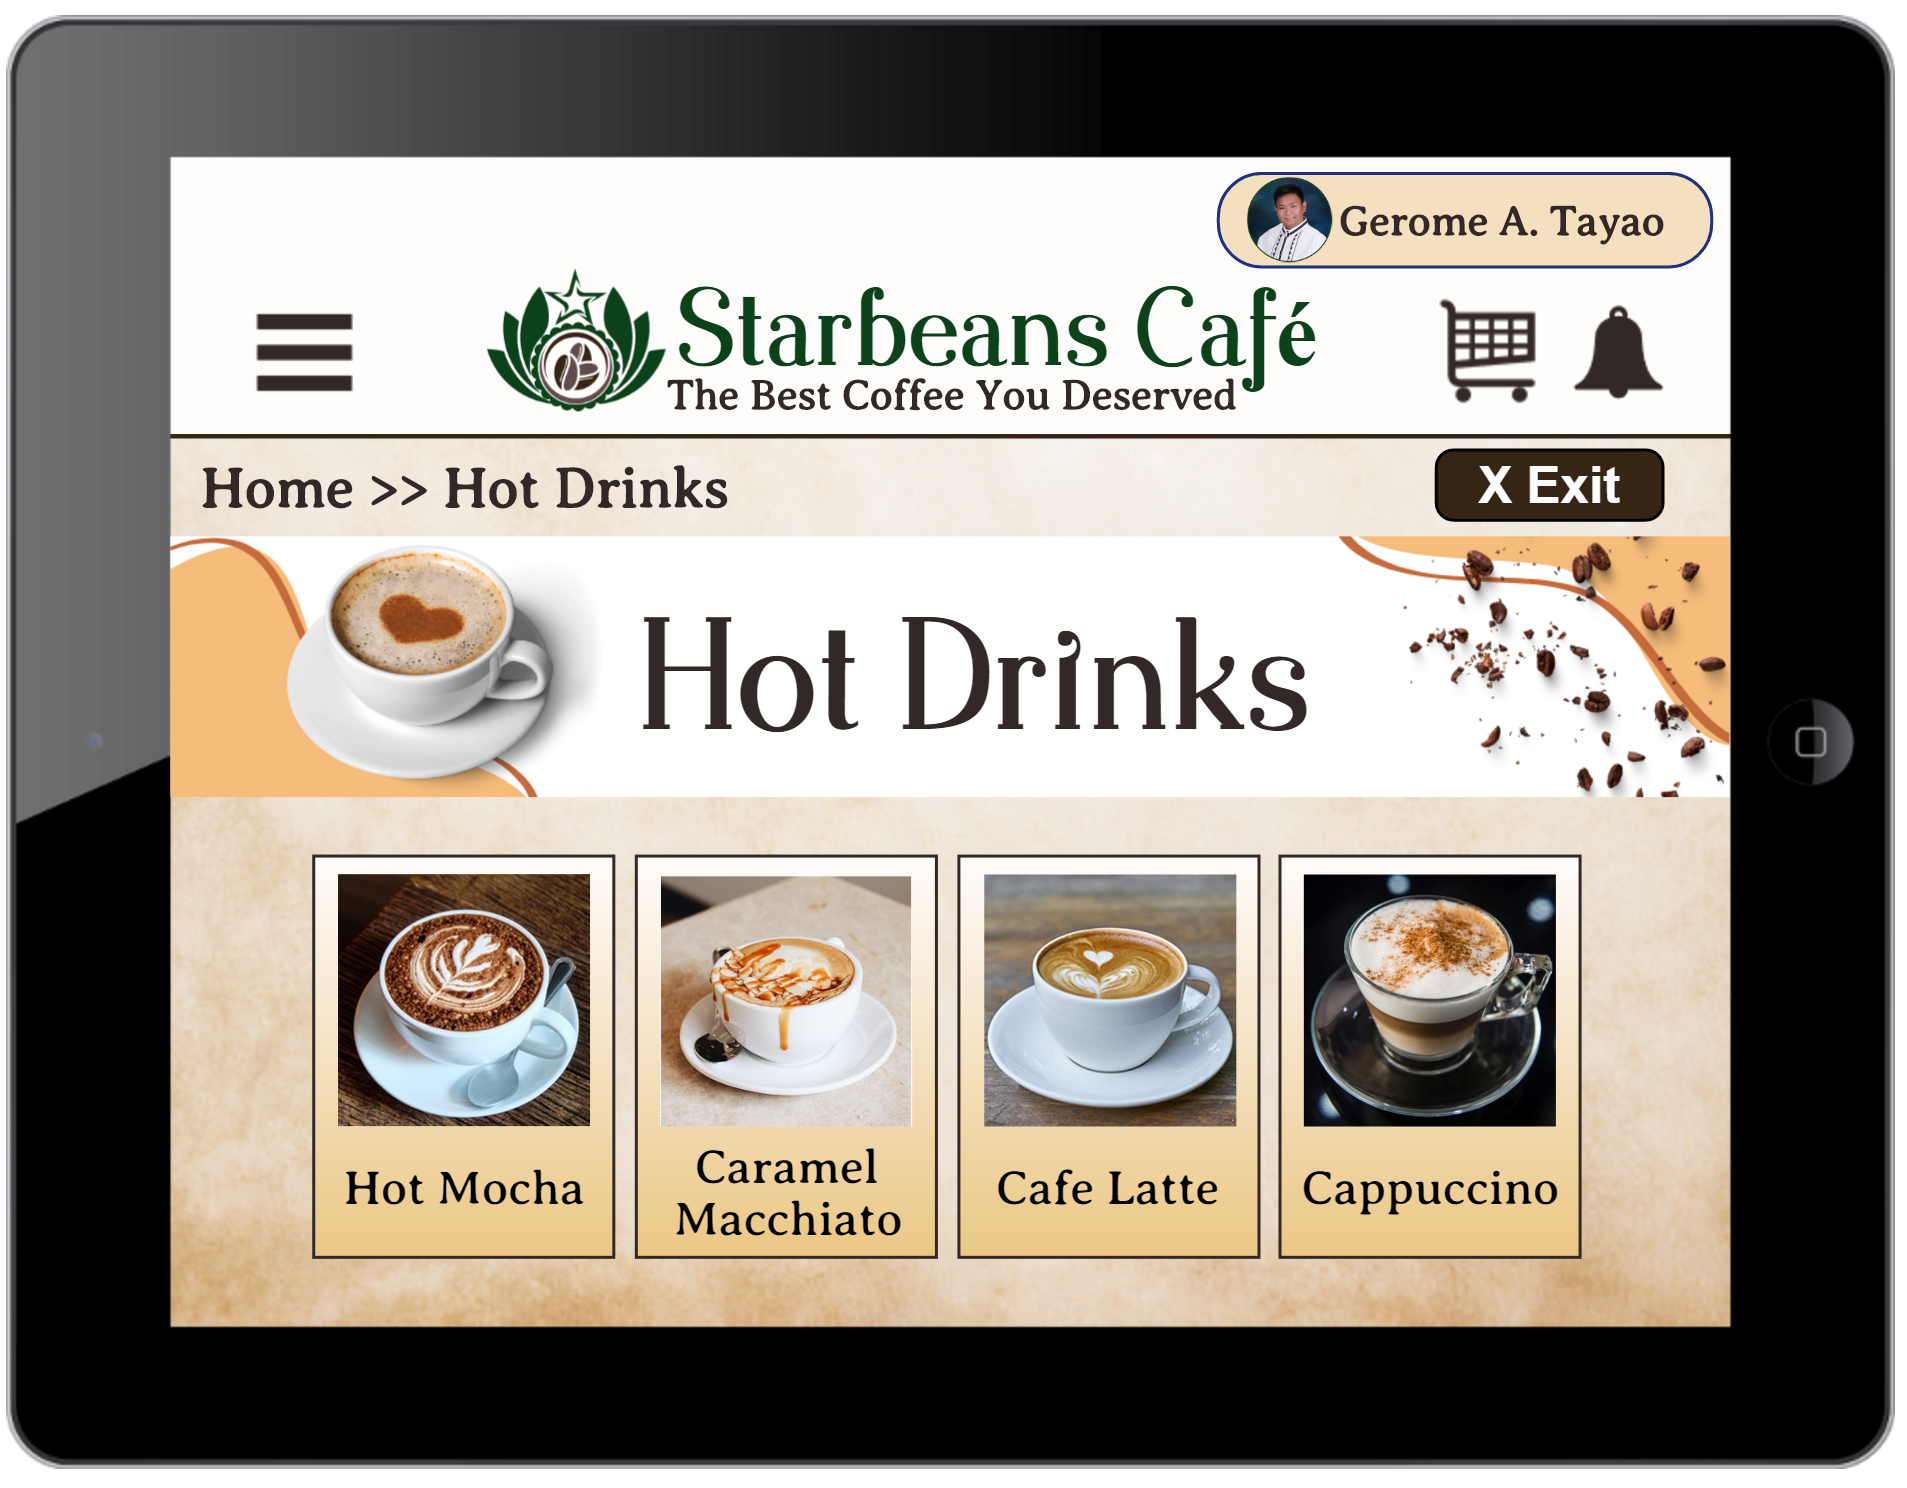 Gerome A. Tayao
Starbeans Café
The Best Coffee You Deserved
Home >> Hot Drinks
X Exit
Hot Drinks
Hot Mocha
Caramel
Macchiato
Cafe Latte
Cappuccino